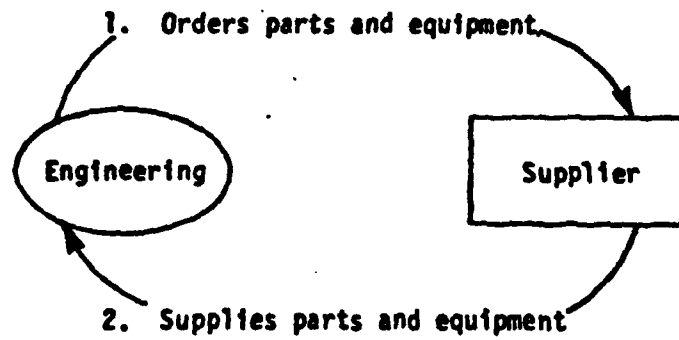 1. Orders parts and equipment
Engineering
Supplier
2. Supplies parts and equipment